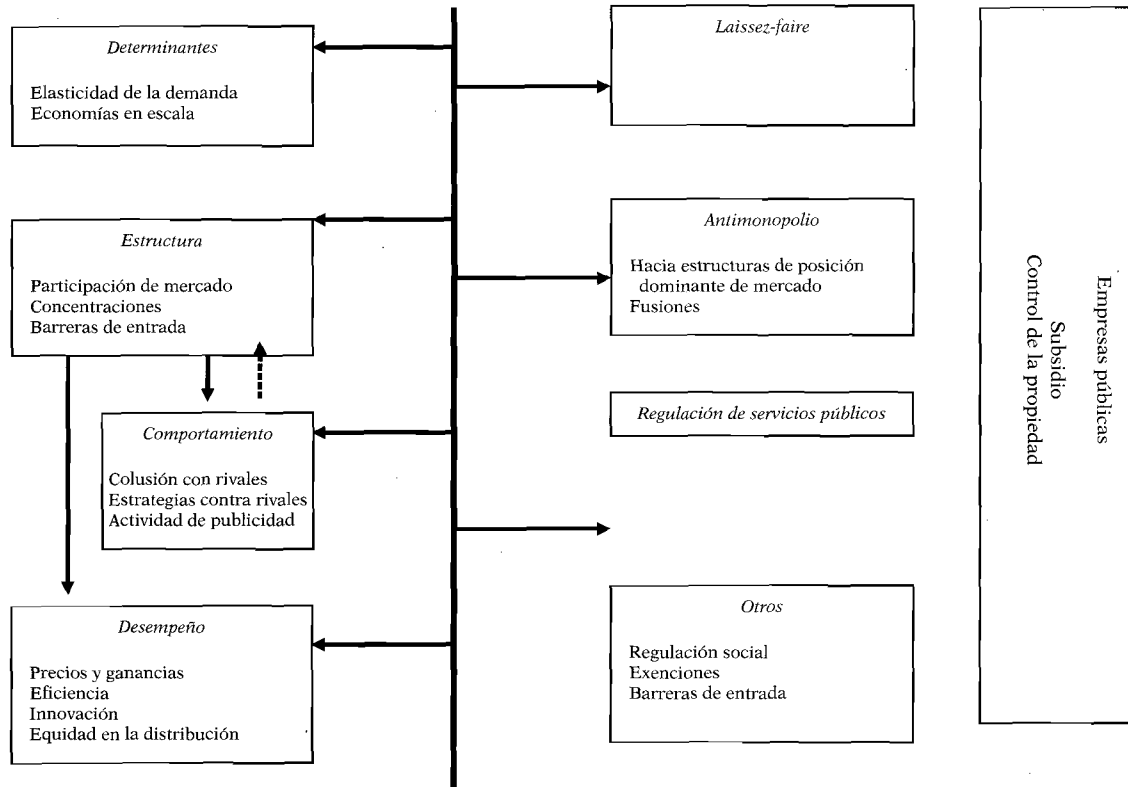 Determinantes
Elasticidad de la demanda
Economías en escala
Estructura
Participación de mercado
Concentraciones
Barreras de entrada
Comportamiento
Colusión con rivales
Estrategias contra rivales
Actividad de publicidad
Desempeño
Precios y ganancias
Eficiencia
Innovación
Equidad en la distribución
Laissez-faire
Antimonopolio
Hacia estructuras de posición
dominante de mercado
Fusiones
Regulación de servicios públicos
Otros
Regulación social
Exenciones
Barreras de entrada
Empresas públicas
Subsidio
Control de la propiedad